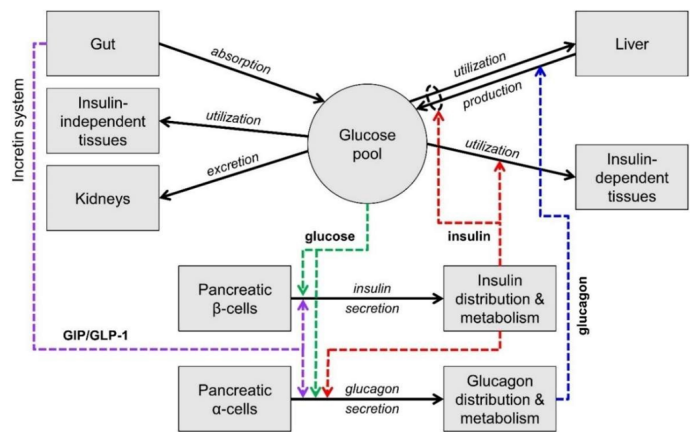 Gut
absorption
Liver
utilization
production
Insulin-
independent
tissues
utilization
Glucose
pool
utilization
Insulin-
dependent
tissues
Kidneys
excretion
Incretin system
glucose
insulin
glucagon
Pancreatic
β-cells
insulin
secretion
Insulin
distribution &
metabolism
GIP/GLP-1
Pancreatic
α-cells
glucagon
secretion
Glucagon
distribution &
metabolism